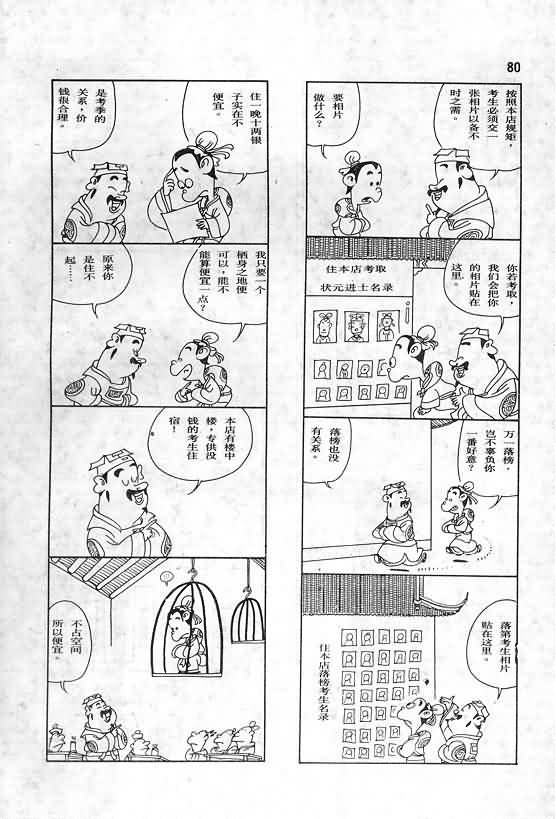 80
按照本店规矩，
考生必须交一
张相片以备不
时之需。
要相片
做什么？
你若考取，
我们会把你
的相片贴在
这里。
住本店考取
状元进士名录
万一落榜，
岂不辜负你
一番好意？
落榜也没
有关系。
落第考生相片
贴在这里。
住本店落榜考生名录
住一晚十两银
子实在不
便宜。
是考季的
关系，价
钱很合理。
我只要一个
栖身之地便
可以，能不
能算便宜一点？
原来你
是住不
起……
本店有楼中
楼，专供没
钱的考生住
宿！
不占空间
所以便宜。